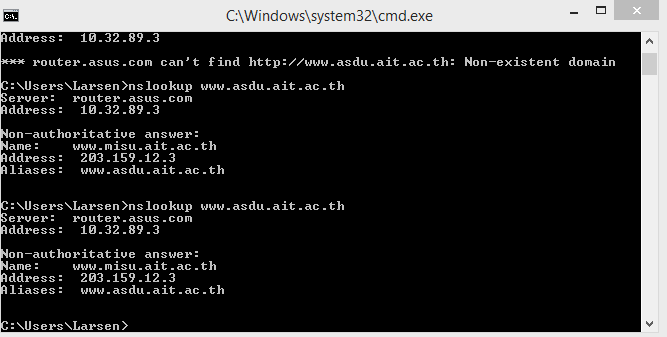 C:\Windows\system32\cmd.exe
Address:  10.32.89.3
*** router.asus.com can't find http://www.asdu.ait.ac.th: Non-existent domain
C:\Users\Larsen>nslookup www.asdu.ait.ac.th
Server:  router.asus.com
Address:  10.32.89.3
Non-authoritative answer:
Name:    www.misu.ait.ac.th
Address:  203.159.12.3
Aliases:  www.asdu.ait.ac.th
C:\Users\Larsen>nslookup www.asdu.ait.ac.th
Server:  router.asus.com
Address:  10.32.89.3
Non-authoritative answer:
Name:    www.misu.ait.ac.th
Address:  203.159.12.3
Aliases:  www.asdu.ait.ac.th
C:\Users\Larsen>